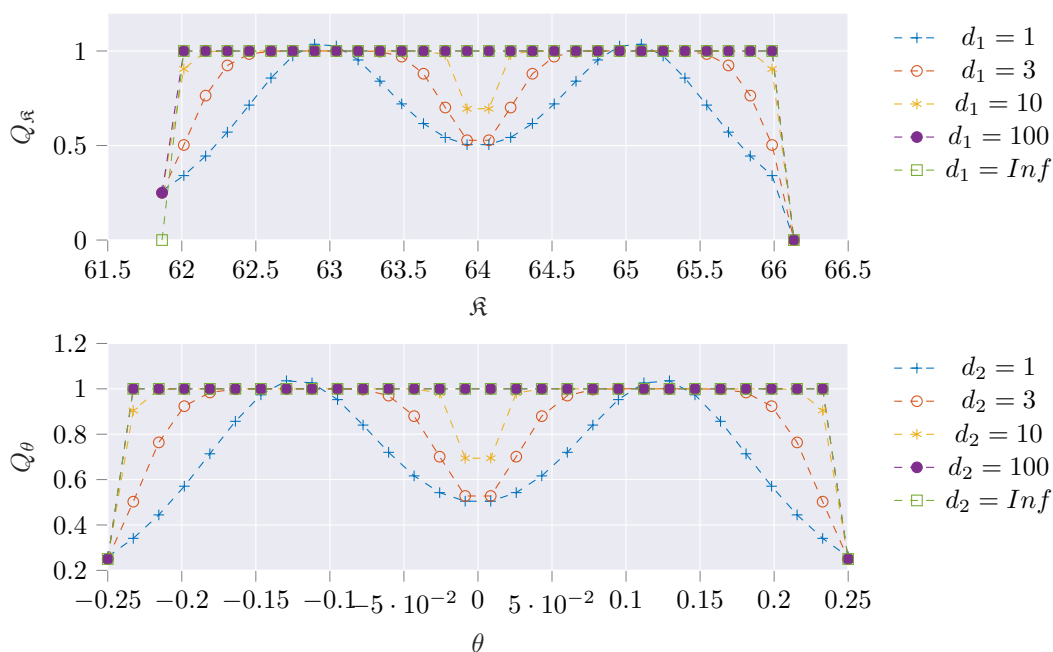 1
0.5
0
Q_𝔎
61.5 62 62.5 63 63.5 64 64.5 65 65.5 66 66.5
𝔎
d_1 = 1
d_1 = 3
d_1 = 10
d_1 = 100
d_1 = Inf
1.2
1
0.8
0.6
0.4
0.2
Q_θ
−0.25 −0.2 −0.15 −0.1 −5 · 10^−2 0 5 · 10^−2 0.1 0.15 0.2 0.25
θ
d_2 = 1
d_2 = 3
d_2 = 10
d_2 = 100
d_2 = Inf